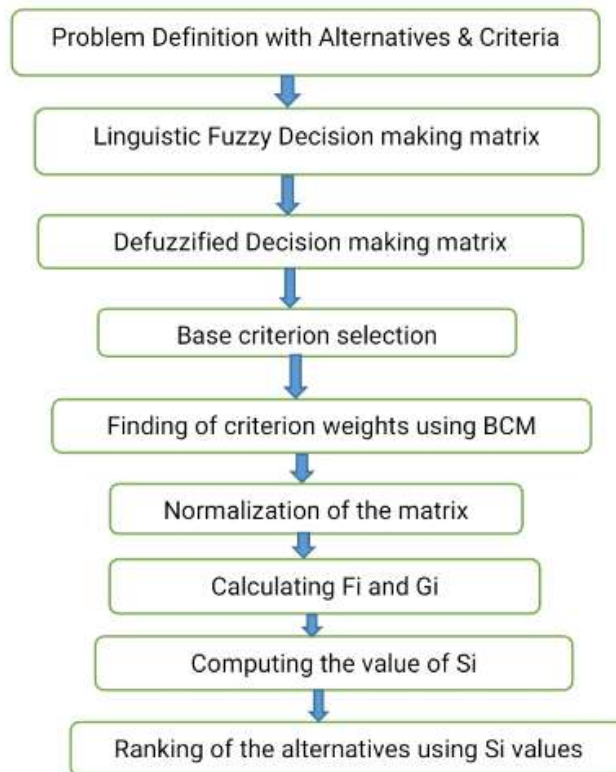 Problem Definition with Alternatives & Criteria
Linguistic Fuzzy Decision making matrix
Defuzzified Decision making matrix
Base criterion selection
Finding of criterion weights using BCM
Normalization of the matrix
Calculating Fi and Gi
Computing the value of Si
Ranking of the alternatives using Si values